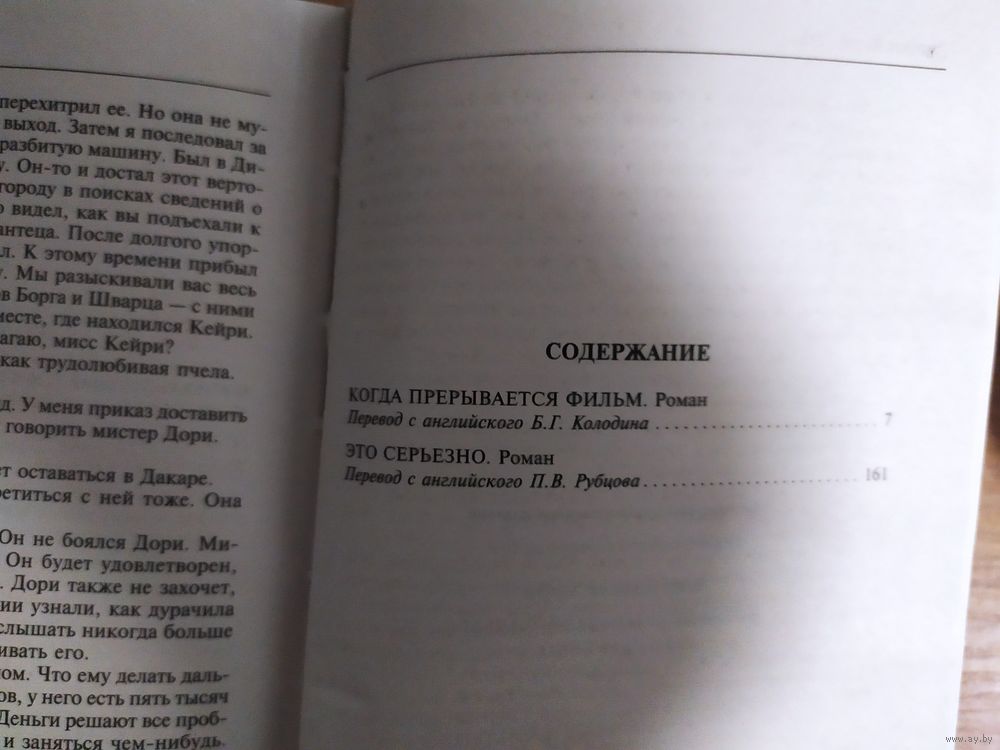 перехитрил ее. Но она не му-
выход. Затем я последовал за
разбитую машину. Был в Ди-
у. Он-то и достал этот верто-
городу в поисках сведений о
о видел, как вы подъехали к
антеца. После долгого упор-
л. К этому времени прибыл
у. Мы разыскивали вас весь
ов Борга и Шварца — с ними
месте, где находился Кейри.
агаю, мисс Кейри?
как трудолюбивая пчела.
д. У меня приказ доставить
говорить мистер Дори.
ет оставаться в Дакаре.
ретиться с ней тоже. Она
Он не боялся Дори. Ми-
Он будет удовлетворен,
. Дори также не захочет,
ии узнали, как дурачила
слышать никогда больше
ивать его.
ом. Что ему делать даль-
ов, у него есть пять тысяч
Деньги решают все проб-
и заняться чем-нибудь
СОДЕРЖАНИЕ
КОГДА ПРЕРЫВАЕТСЯ ФИЛЬМ. Роман
Перевод с английского Б.Г. Колодина . . . . . . . . . . . . . . . . . . . . . . . . 7
ЭТО СЕРЬЕЗНО. Роман
Перевод с английского П.В. Рубцова . . . . . . . . . . . . . . . . . . . . . . . . 161
www.ay.by